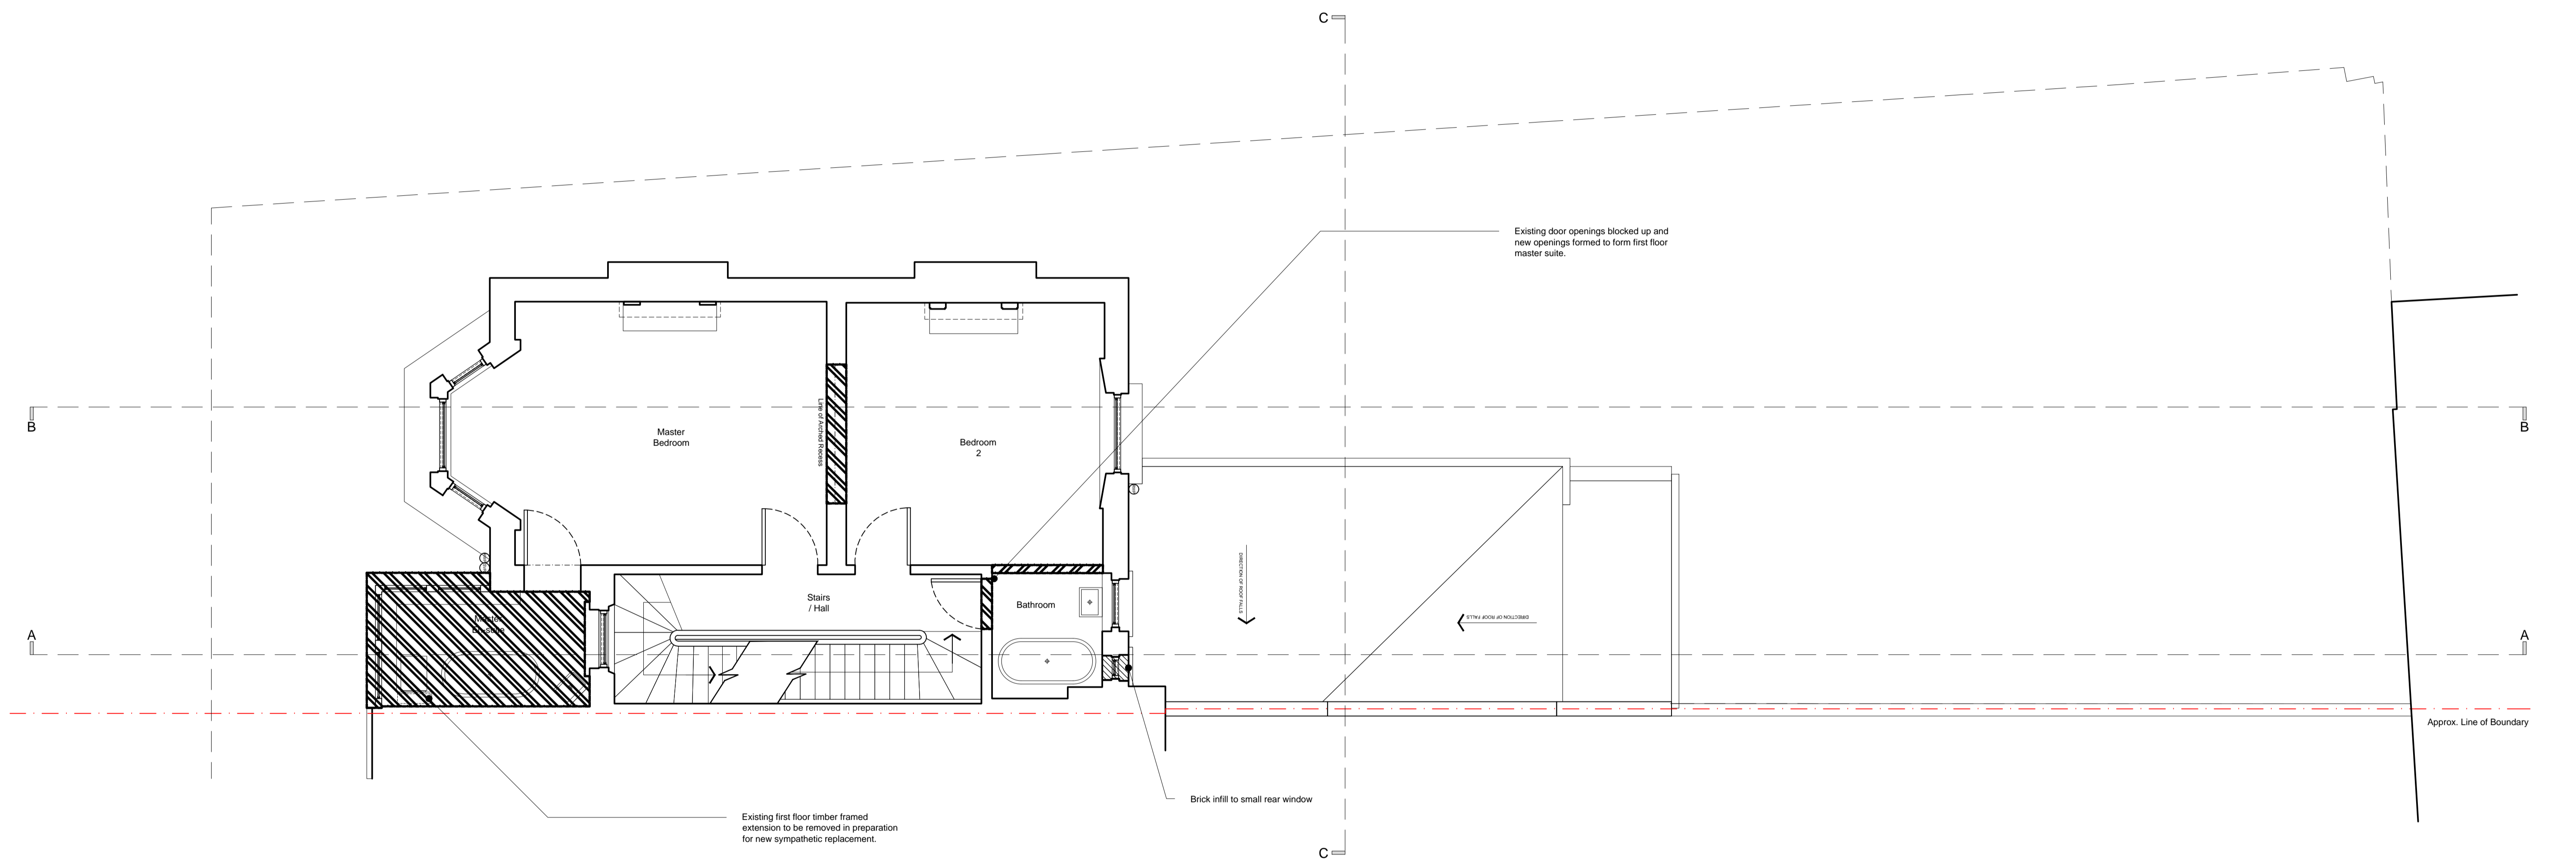 C
Existing door openings blocked up and
new openings formed to form first floor
master suite.
B
B
Line of Arched Recess
Master
Bedroom
Bedroom
2
DIRECTION OF ROOF FALLS
DIRECTION OF ROOF FALLS
Stairs
/ Hall
Bathroom
Master
En-suite
A
A
Approx. Line of Boundary
Brick infill to small rear window
Existing first floor timber framed
extension to be removed in preparation
for new sympathetic replacement.
C